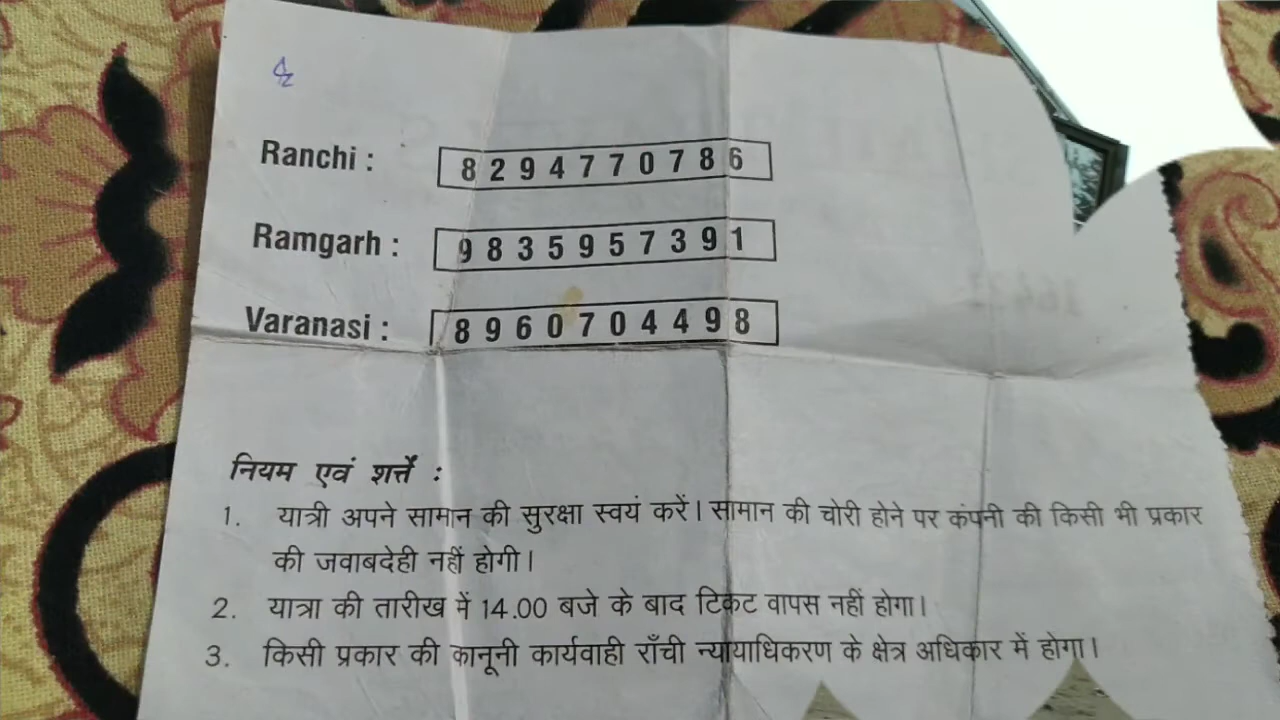 Ranchi : 8294770786
Ramgarh : 9835957391
Varanasi : 8960704498
नियम एवं शर्त्तें :
1. यात्री अपने सामान की सुरक्षा स्वयं करें। सामान की चोरी होने पर कंपनी की किसी भी प्रकार
की जवाबदेही नहीं होगी।
2. यात्रा की तारीख में 14.00 बजे के बाद टिकट वापस नहीं होगा।
3. किसी प्रकार की कानूनी कार्यवाही राँची न्यायाधिकरण के क्षेत्र अधिकार में होगा।